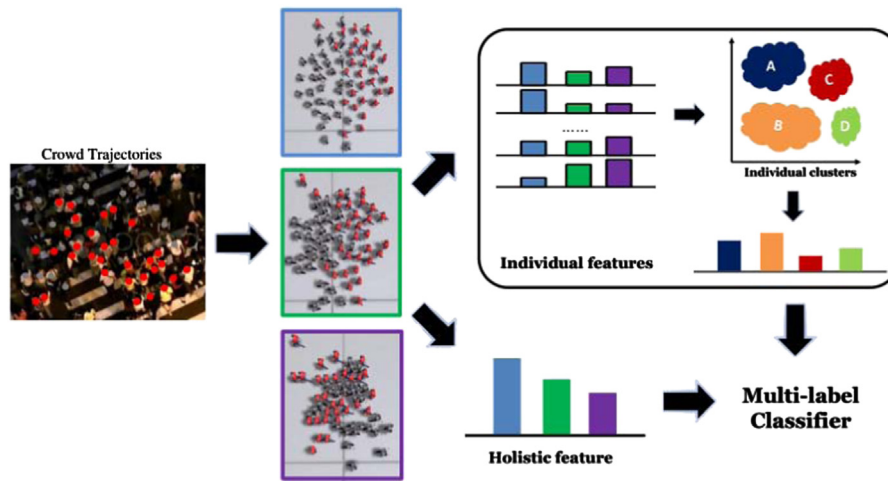 Crowd Trajectories
A
C
B
D
......
Individual clusters
Individual features
Multi-label
Classifier
Holistic feature